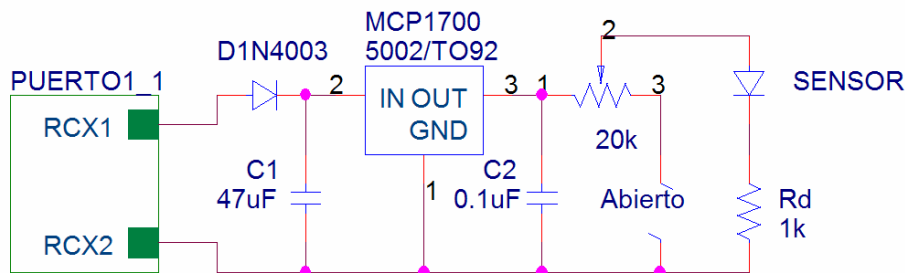 MCP1700
D1N4003
5002/TO92
2
PUERTO1_1
SENSOR
2
3
1
3
IN OUT
RCX1
GND
20k
C1
47uF
1
C2
0.1uF
Abierto
Rd
1k
RCX2